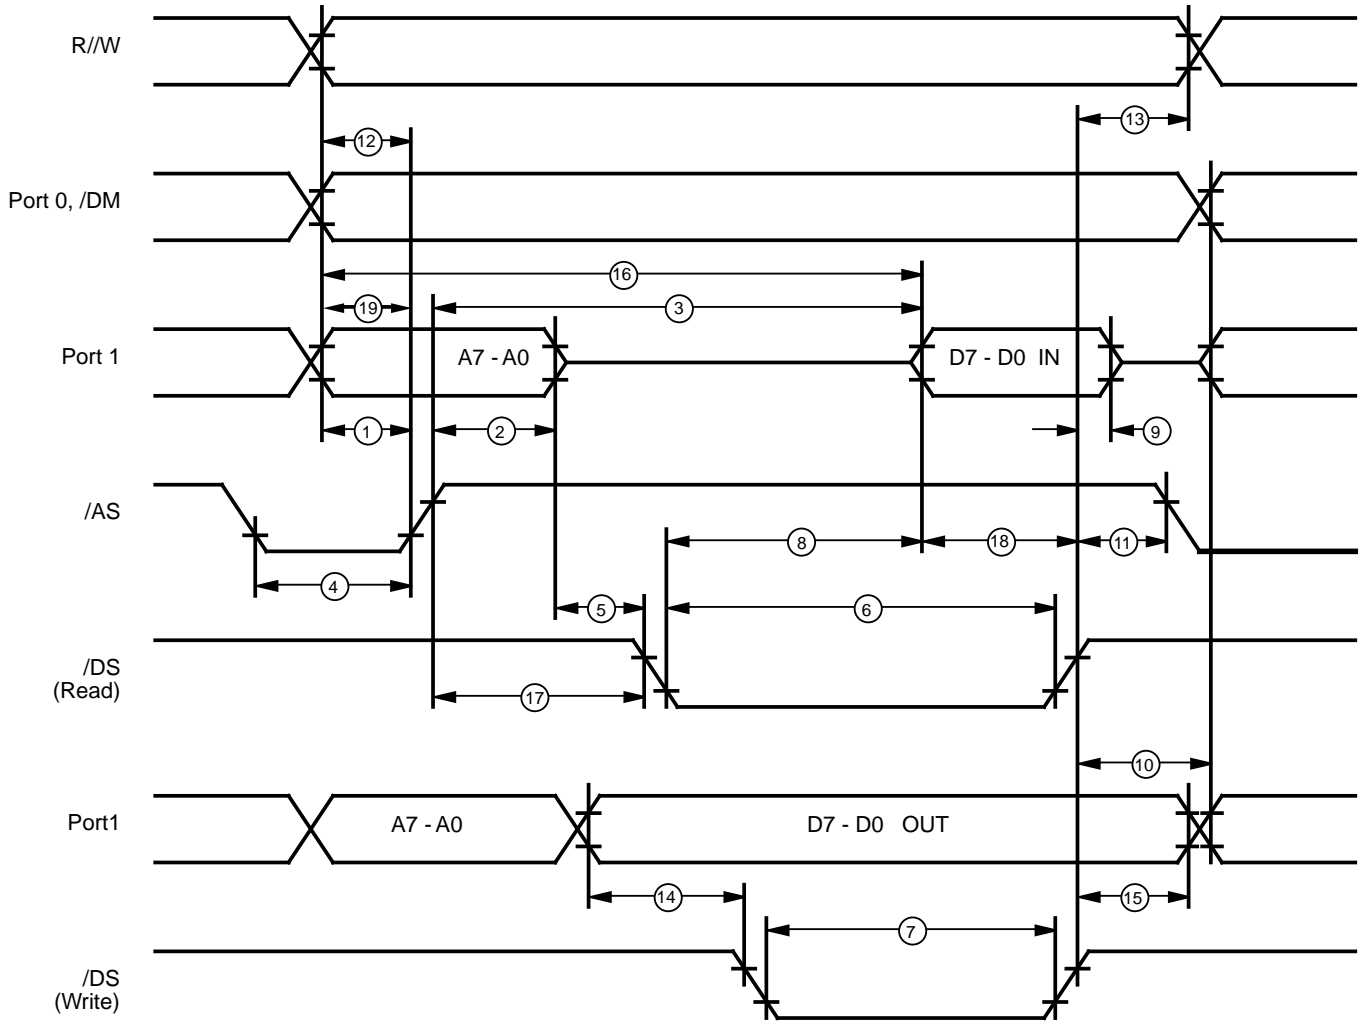 R//W
13
12
Port 0, /DM
16
19
3
Port 1
A7 - A0
D7 - D0 IN
1
2
9
/AS
8
18
11
4
5
6
/DS
(Read)
17
10
Port1
A7 - A0
D7 - D0 OUT
14
15
7
/DS
(Write)